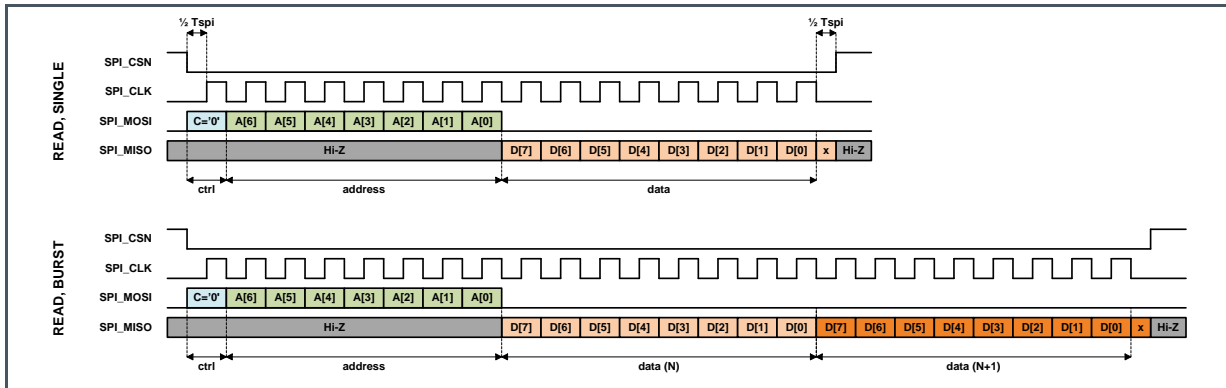 ½ Tspi ½ Tspi
READ, SINGLE
SPI_CSN
SPI_CLK
SPI_MOSI C='0' A[6] A[5] A[4] A[3] A[2] A[1] A[0]
SPI_MISO Hi-Z D[7] D[6] D[5] D[4] D[3] D[2] D[1] D[0] x Hi-Z
ctrl address data
READ, BURST
SPI_CSN
SPI_CLK
SPI_MOSI C='0' A[6] A[5] A[4] A[3] A[2] A[1] A[0]
SPI_MISO Hi-Z D[7] D[6] D[5] D[4] D[3] D[2] D[1] D[0] D[7] D[6] D[5] D[4] D[3] D[2] D[1] D[0] x Hi-Z
ctrl address data (N) data (N+1)